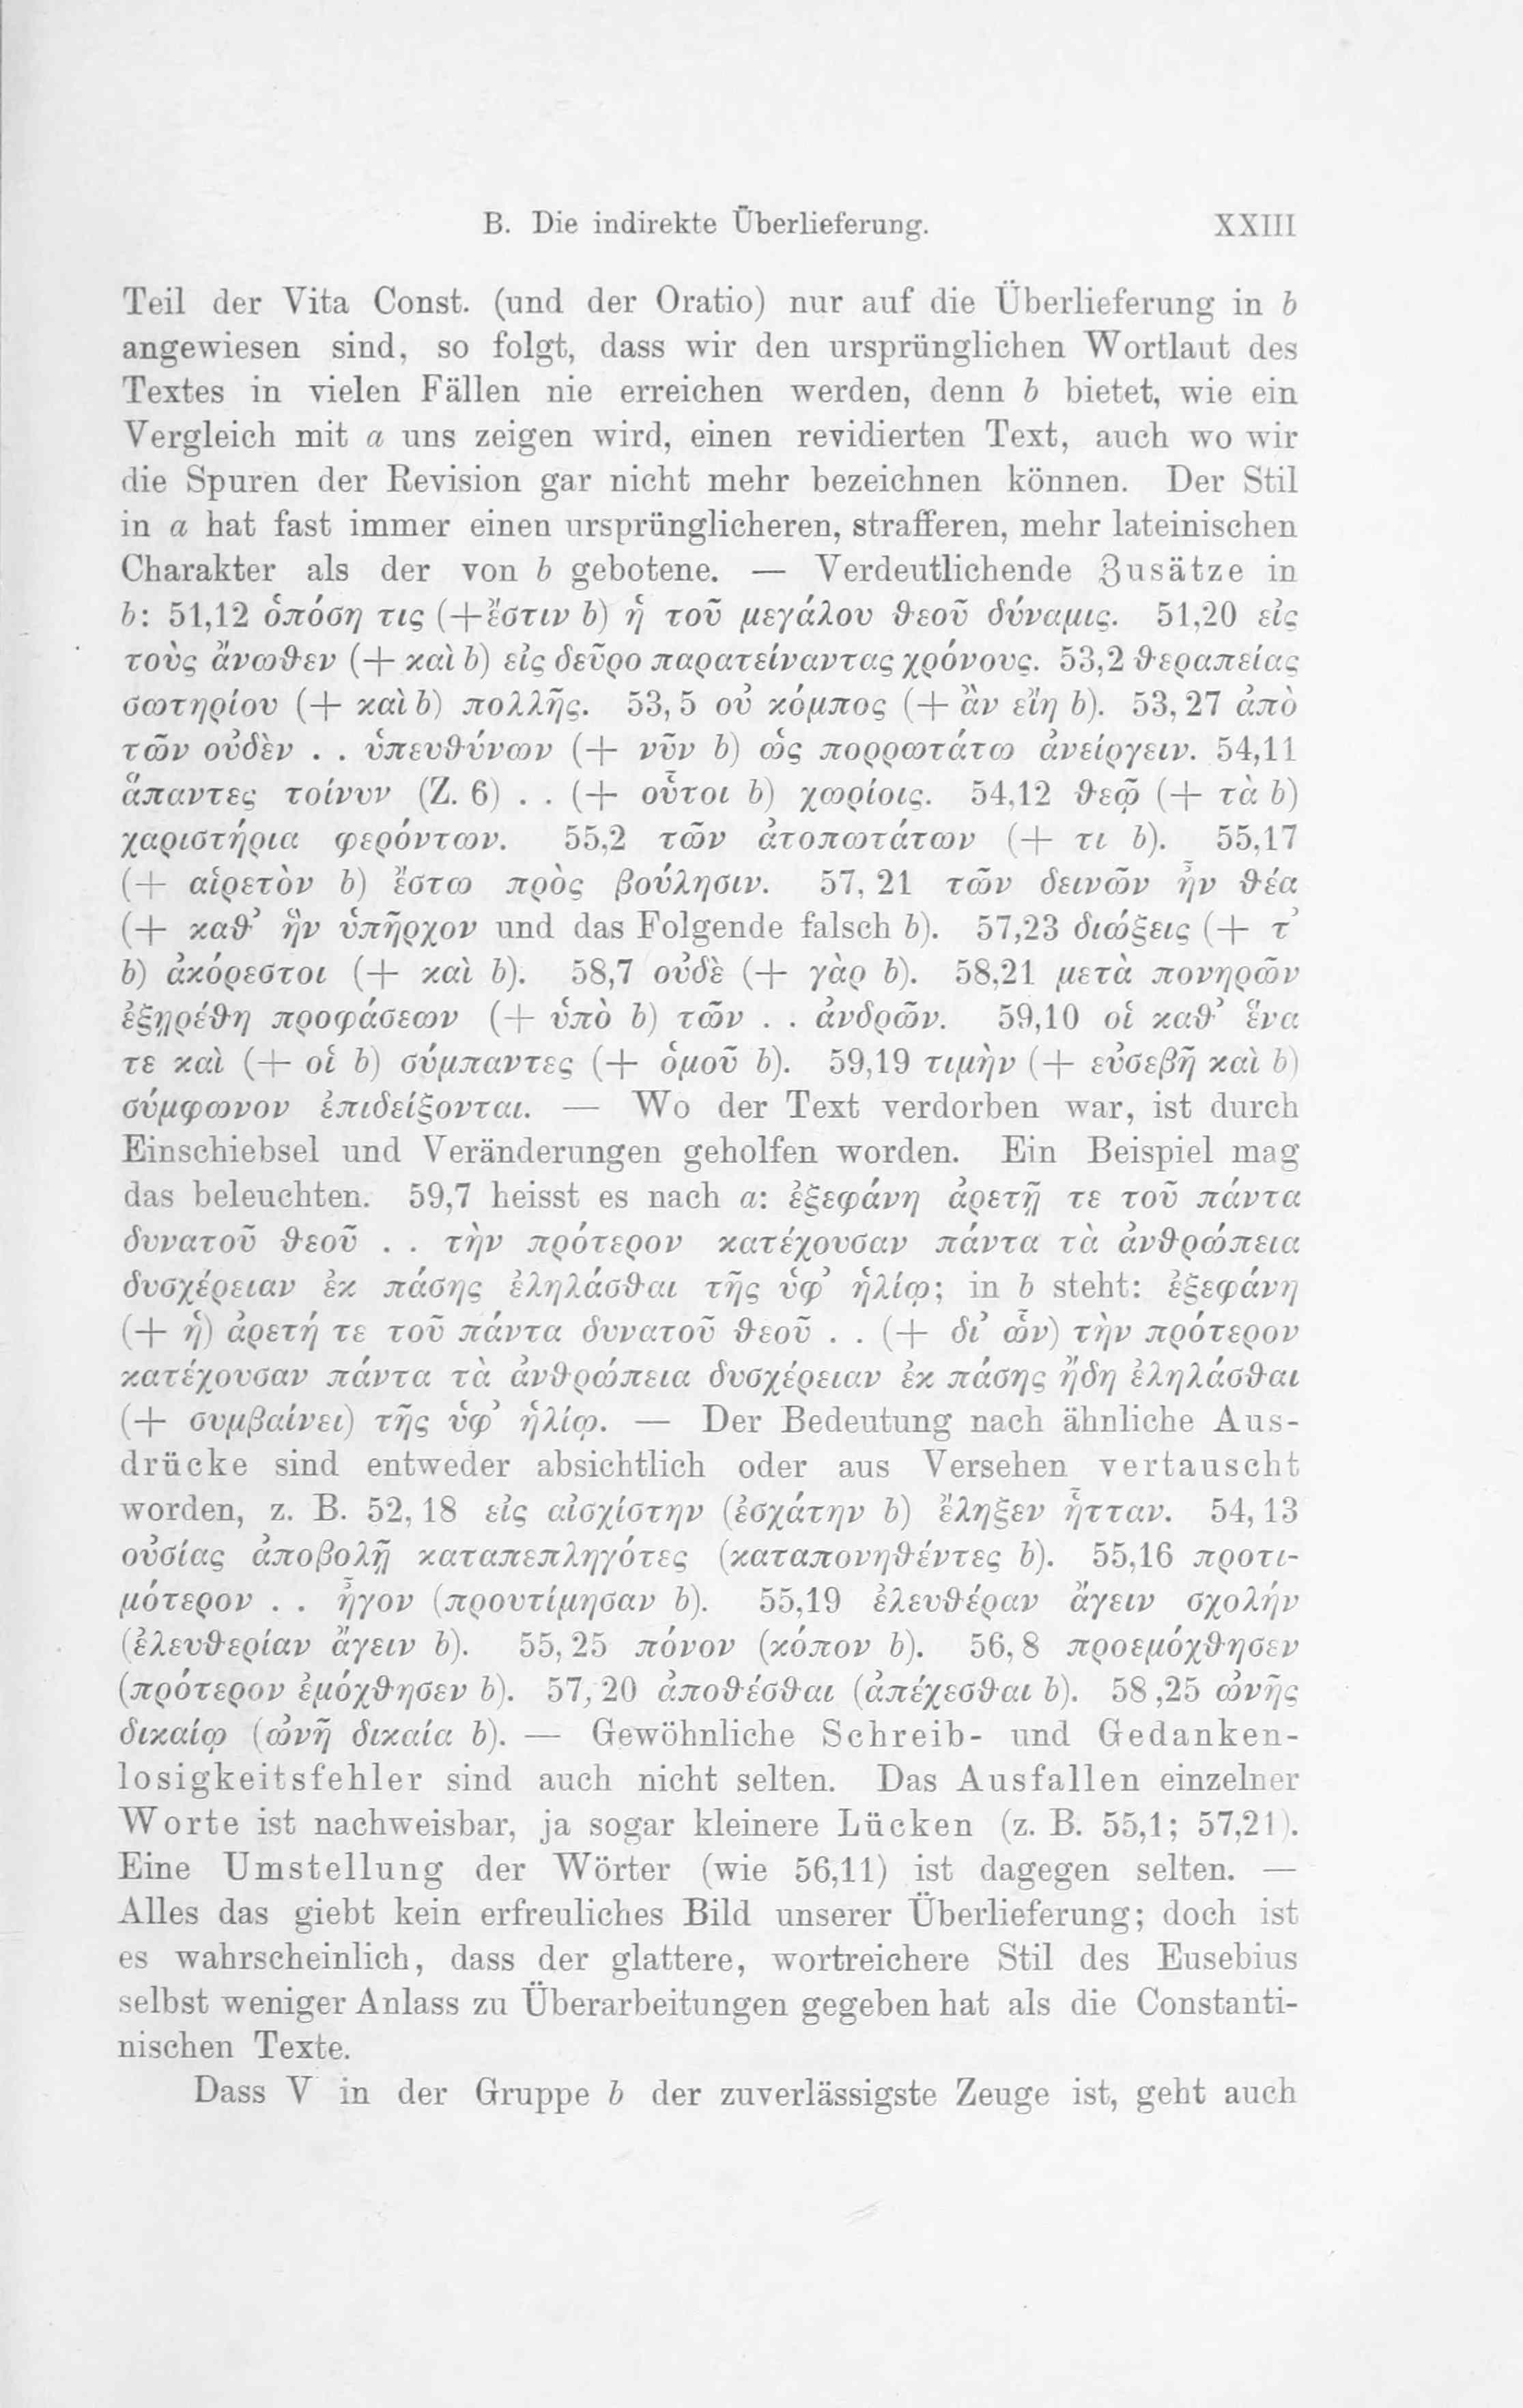 B. Die indirekte Überlieferung. XXIII
Teil der Vita Const. (und der Oratio) nur auf die Überlieferung in b
angewiesen sind, so folgt, dass wir den ursprünglichen Wortlaut des
Textes in vielen Fällen nie erreichen werden, denn b bietet, wie ein
Vergleich mit a uns zeigen wird, einen revidierten Text, auch wo wir
die Spuren der Revision gar nicht mehr bezeichnen können. Der Stil
in a hat fast immer einen ursprünglicheren, strafferen, mehr lateinischen
Charakter als der von b gebotene. — Verdeutlichende Zusätze in
b: 51,12 ὁπόση τις (+ἔστιν b) ἡ τοῦ μεγάλου θεοῦ δύναμις. 51,20 εἰς
τοὺς ἄνωθεν (+ καὶ b) εἰς δεῦρο παρατείναντας χρόνους. 53,2 θεραπείας
σωτηρίου (+ καὶ b) πολλῆς. 53,5 οὐ κόμπος (+ ἂν εἴη b). 53,27 ἀπὸ
τῶν οὐδὲν . . ὑπευθύνων (+ νῦν b) ὡς πορρωτάτω ἀνείργειν. 54,11
ἅπαντες τοίνυν (Z. 6) . . (+ οὗτοι b) χωρίοις. 54,12 θεῷ (+ τὰ b)
χαριστήρια φερόντων. 55,2 τῶν ἀτοπωτάτων (+ τι b). 55,17
(+ αἱρετὸν b) ἔστω πρὸς βούλησιν. 57, 21 τῶν δεινῶν ἦν θέα
(+ καθ’ ἣν ὑπῆρχον und das Folgende falsch b). 57,23 διώξεις (+ τ’
b) ἀκόρεστοι (+ καὶ b). 58,7 οὐδὲ (+ γὰρ b). 58,21 μετὰ πονηρῶν
ἐξῃρέθη προφάσεων (+ ὑπὸ b) τῶν . . ἀνδρῶν. 59,10 οἱ καθ’ ἕνα
τε καὶ (+ οἱ b) σύμπαντες (+ ὁμοῦ b). 59,19 τιμὴν (+ εὐσεβῆ καὶ b)
σύμφωνον ἐπιδείξονται. — Wo der Text verdorben war, ist durch
Einschiebsel und Veränderungen geholfen worden. Ein Beispiel mag
das beleuchten. 59,7 heisst es nach a: ἐξεφάνη ἀρετῇ τε τοῦ πάντα
δυνατοῦ θεοῦ . . τὴν πρότερον κατέχουσαν πάντα τὰ ἀνθρώπεια
δυσχέρειαν ἐκ πάσης ἐληλάσθαι τῆς ὑφ’ ἡλίῳ; in b steht: ἐξεφάνη
(+ ἡ) ἀρετή τε τοῦ πάντα δυνατοῦ θεοῦ . . (+ δι’ ὧν) τὴν πρότερον
κατέχουσαν πάντα τὰ ἀνθρώπεια δυσχέρειαν ἐκ πάσης ἤδη ἐληλάσθαι
(+ συμβαίνει) τῆς ὑφ’ ἡλίῳ. — Der Bedeutung nach ähnliche Aus-
drücke sind entweder absichtlich oder aus Versehen vertauscht
worden, z. B. 52,18 εἰς αἰσχίστην (ἐσχάτην b) ἔληξεν ἧτταν. 54,13
οὐσίας ἀποβολῇ καταπεπληγότες (καταπονηθέντες b). 55,16 προτι-
μότερον . . ἦγον (προυτίμησαν b). 55,19 ἐλευθέραν ἄγειν σχολήν
(ἐλευθερίαν ἄγειν b). 55,25 πόνον (κόπον b). 56,8 προεμόχθησεν
(πρότερον ἐμόχθησεν b). 57,20 ἀποθέσθαι (ἀπέχεσθαι b). 58,25 ὠνῆς
δικαίῳ (ὠνῇ δικαία b). — Gewöhnliche Schreib- und Gedanken-
losigkeitsfehler sind auch nicht selten. Das Ausfallen einzelner
Worte ist nachweisbar, ja sogar kleinere Lücken (z. B. 55,1; 57,21).
Eine Umstellung der Wörter (wie 56,11) ist dagegen selten. —
Alles das giebt kein erfreuliches Bild unserer Überlieferung; doch ist
es wahrscheinlich, dass der glattere, wortreichere Stil des Eusebius
selbst weniger Anlass zu Überarbeitungen gegeben hat als die Constanti-
nischen Texte.
Dass V in der Gruppe b der zuverlässigste Zeuge ist, geht auch